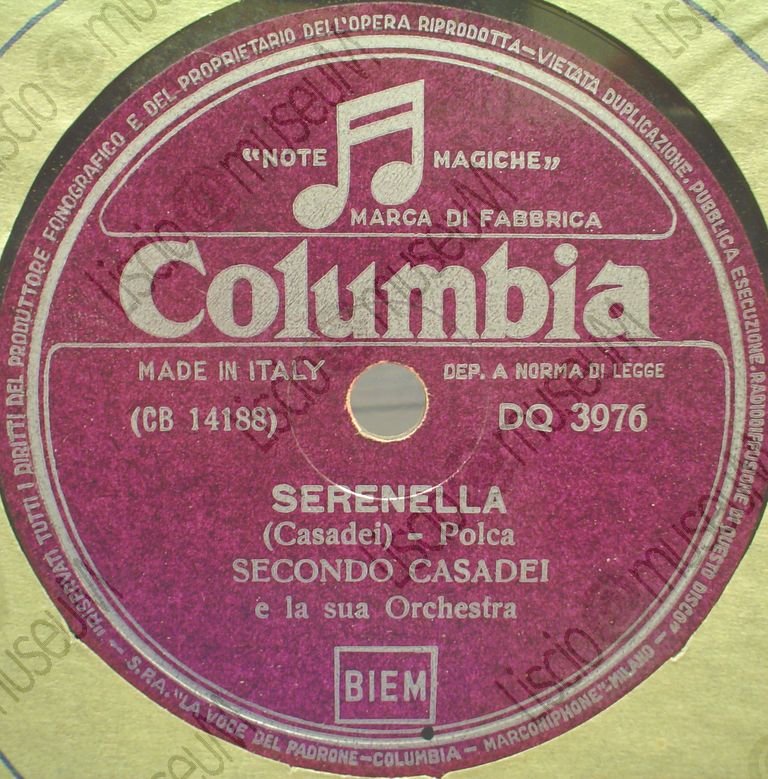 "RISERVATI TUTTI I DIRITTI DEL PRODUTTORE FONOGRAFICO E DEL PROPRIETARIO DELL'OPERA RIPRODOTTA—VIETATA DUPLICAZIONE, PUBBLICA ESECUZIONE, RADIODIFFUSIONE DI QUESTO DISCO"
"NOTE MAGICHE"
MARCA DI FABBRICA
Columbia
MADE IN ITALY DEP. A NORMA DI LEGGE
(CB 14188) DQ 3976
SERENELLA
(Casadei) - Polca
SECONDO CASADEI
e la sua Orchestra
BIEM
— S.P.A. "LA VOCE DEL PADRONE—COLUMBIA — MARCONIPHONE"-MILANO —
Liscio@museuM